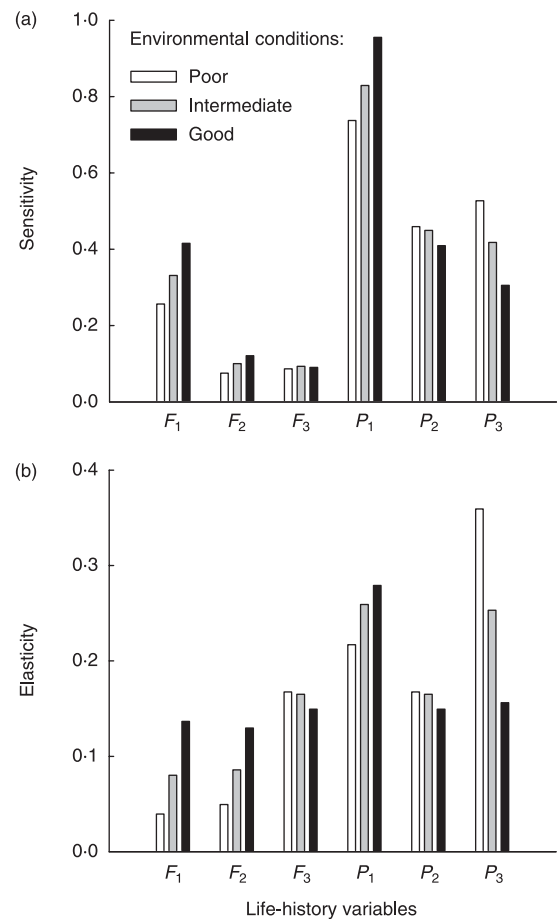 (a)
1·0
Environmental conditions:
Poor
0·8
Intermediate
Good
0·6
Sensitivity
0·4
0·2
0·0
F₁ F₂ F₃ P₁ P₂ P₃
(b)
0·4
0·3
Elasticity
0·2
0·1
0·0
F₁ F₂ F₃ P₁ P₂ P₃
Life-history variables